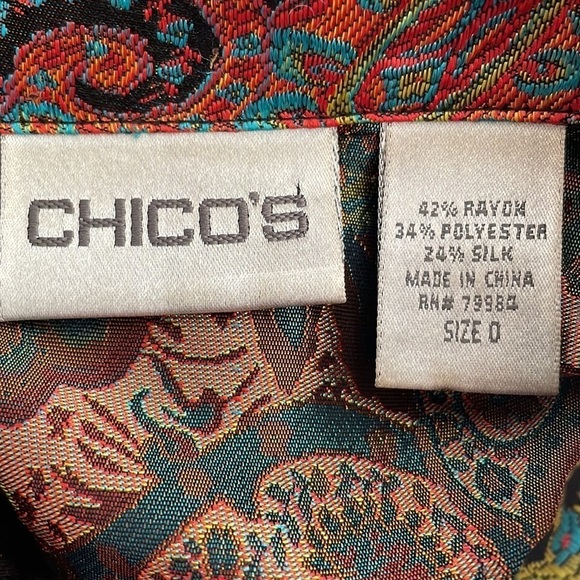 CHICO'S
42% RAYON
34% POLYESTER
24% SILK
MADE IN CHINA
RN# 79984
SIZE 0